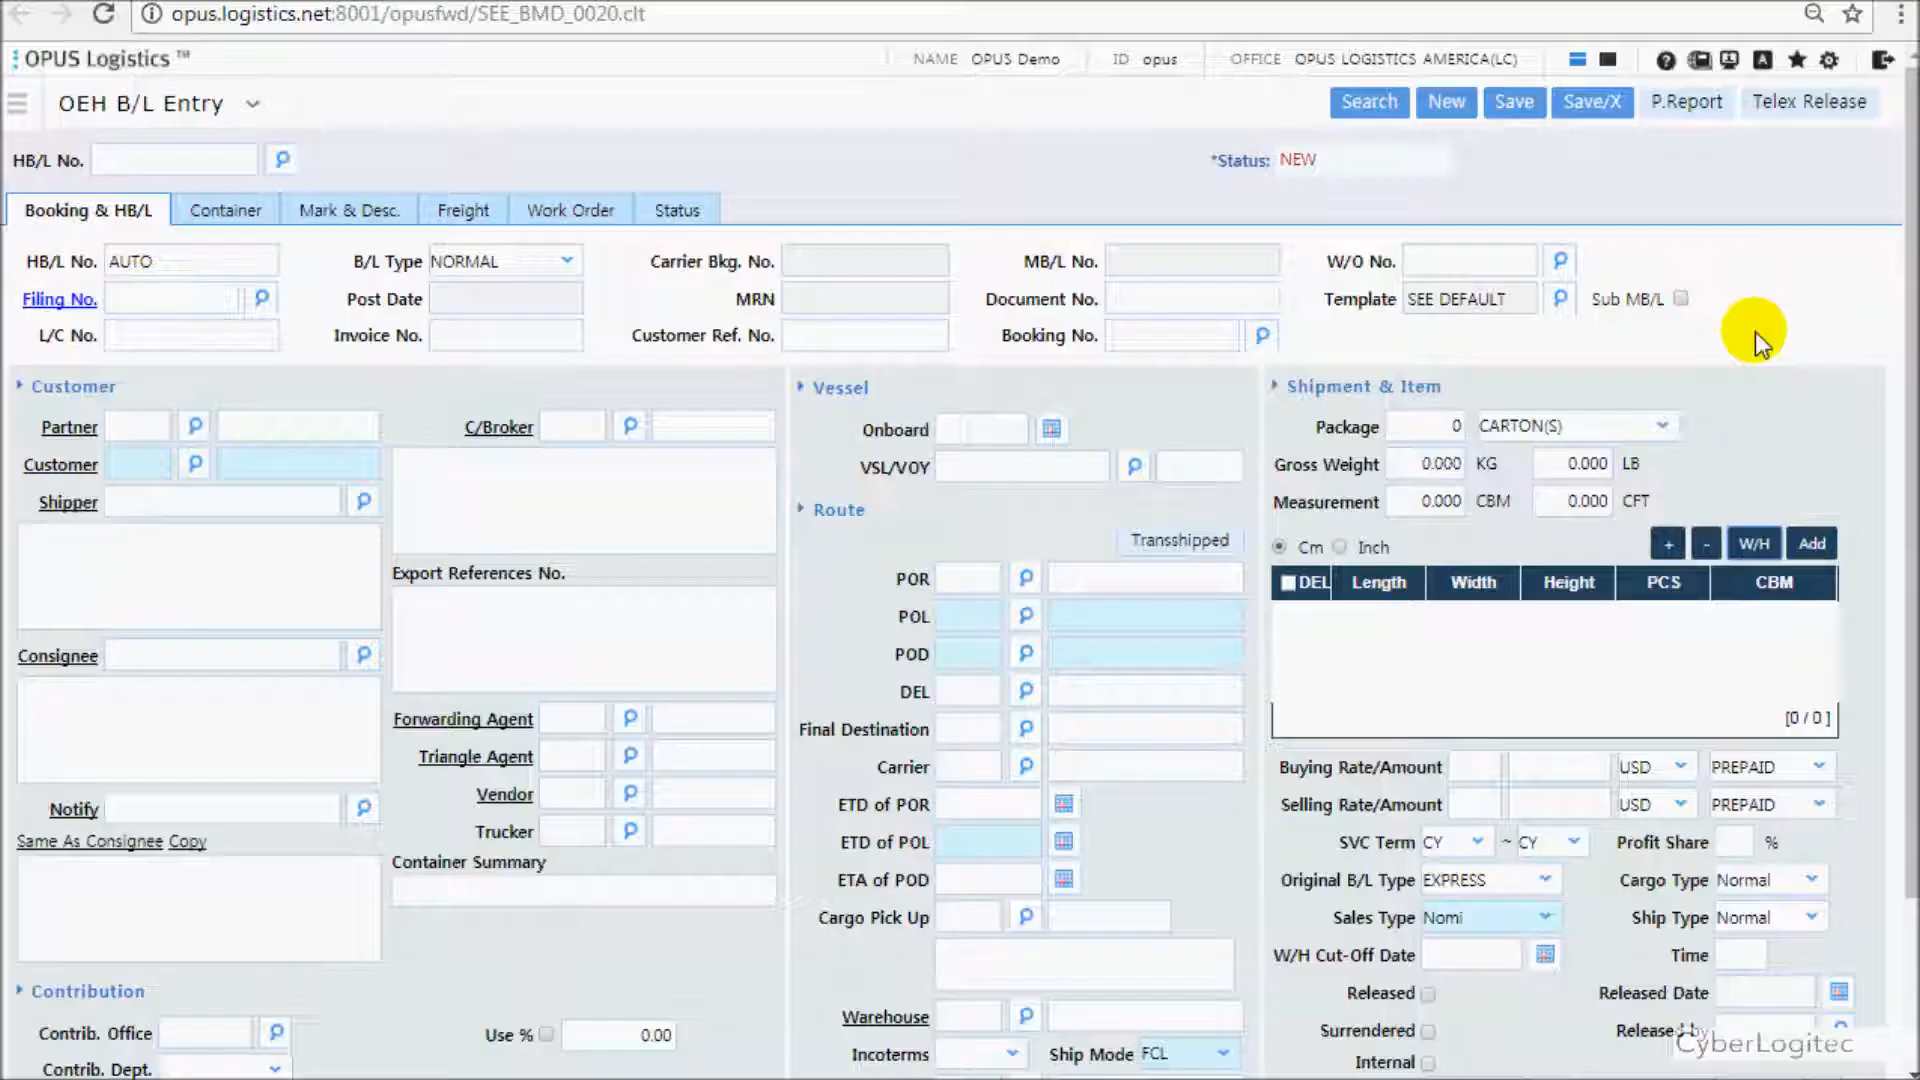 opus.logistics.net:8001/opusfwd/SEE_BMD_0020.clt
OPUS Logistics ™
NAME OPUS Demo ID opus OFFICE OPUS LOGISTICS AMERICA(LC)
OEH B/L Entry
Search New Save Save/X P.Report Telex Release
HB/L No. *Status: NEW
Booking & HB/L Container Mark & Desc. Freight Work Order Status
HB/L No. AUTO B/L Type NORMAL Carrier Bkg. No. MB/L No. W/O No.
Filing No. Post Date MRN Document No. Template SEE DEFAULT Sub MB/L
L/C No. Invoice No. Customer Ref. No. Booking No.
Customer
Partner C/Broker
Customer
Shipper
Export References No.
Consignee
Forwarding Agent
Triangle Agent
Vendor
Notify
Trucker
Same As Consignee Copy
Container Summary
Contribution
Contrib. Office Use % 0.00
Contrib. Dept.
Vessel
Onboard
VSL/VOY
Route
Transshipped
POR
POL
POD
DEL
Final Destination
Carrier
ETD of POR
ETD of POL
ETA of POD
Cargo Pick Up
Warehouse
Incoterms Ship Mode FCL
Shipment & Item
Package 0 CARTON(S)
Gross Weight 0.000 KG 0.000 LB
Measurement 0.000 CBM 0.000 CFT
Cm Inch + - W/H Add
DEL Length Width Height PCS CBM
[0 / 0 ]
Buying Rate/Amount USD PREPAID
Selling Rate/Amount USD PREPAID
SVC Term CY ~ CY Profit Share %
Original B/L Type EXPRESS Cargo Type Normal
Sales Type Nomi Ship Type Normal
W/H Cut-Off Date Time
Released Released Date
Surrendered Released by
Internal
CyberLogitec